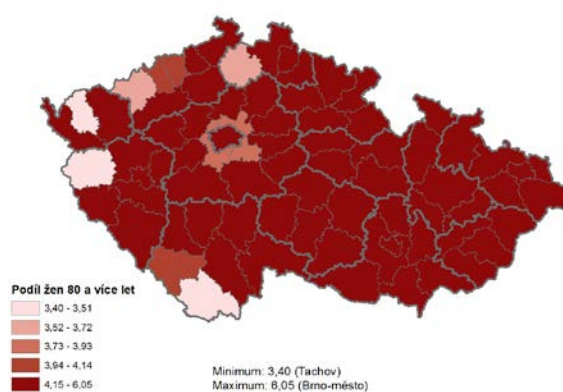 Podíl žen 80 a více let
3,40 - 3,51
3,52 - 3,72
3,73 - 3,93
3,94 - 4,14
4,15 - 6,05
Minimum: 3,40 (Tachov)
Maximum: 6,05 (Brno-město)